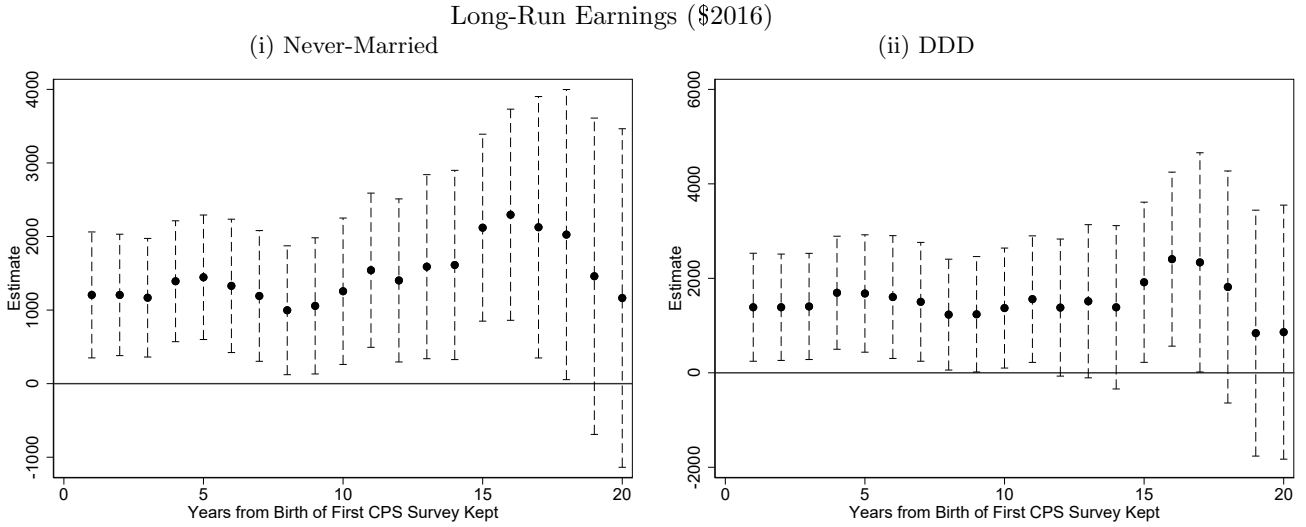 Long-Run Earnings ($2016)
(i) Never-Married
(ii) DDD
Estimate
4000
3000
2000
1000
0
-1000
0 5 10 15 20
Years from Birth of First CPS Survey Kept
Estimate
6000
4000
2000
0
-2000
0 5 10 15 20
Years from Birth of First CPS Survey Kept